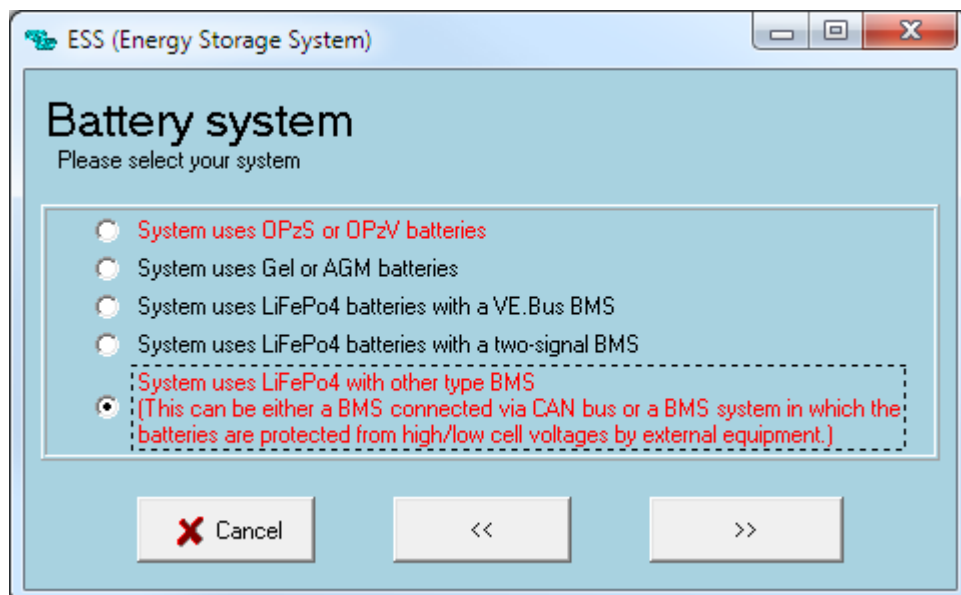 ESS (Energy Storage System)
Battery system
Please select your system
System uses OPzS or OPzV batteries
System uses Gel or AGM batteries
System uses LiFePo4 batteries with a VE.Bus BMS
System uses LiFePo4 batteries with a two-signal BMS
System uses LiFePo4 with other type BMS
(This can be either a BMS connected via CAN bus or a BMS system in which the
batteries are protected from high/low cell voltages by external equipment.)
Cancel
<<
>>